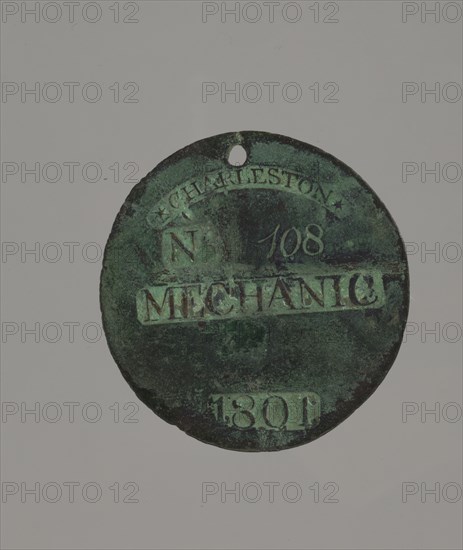 CHARLESTON
No 108
MECHANIC
1801
PHOTO 12